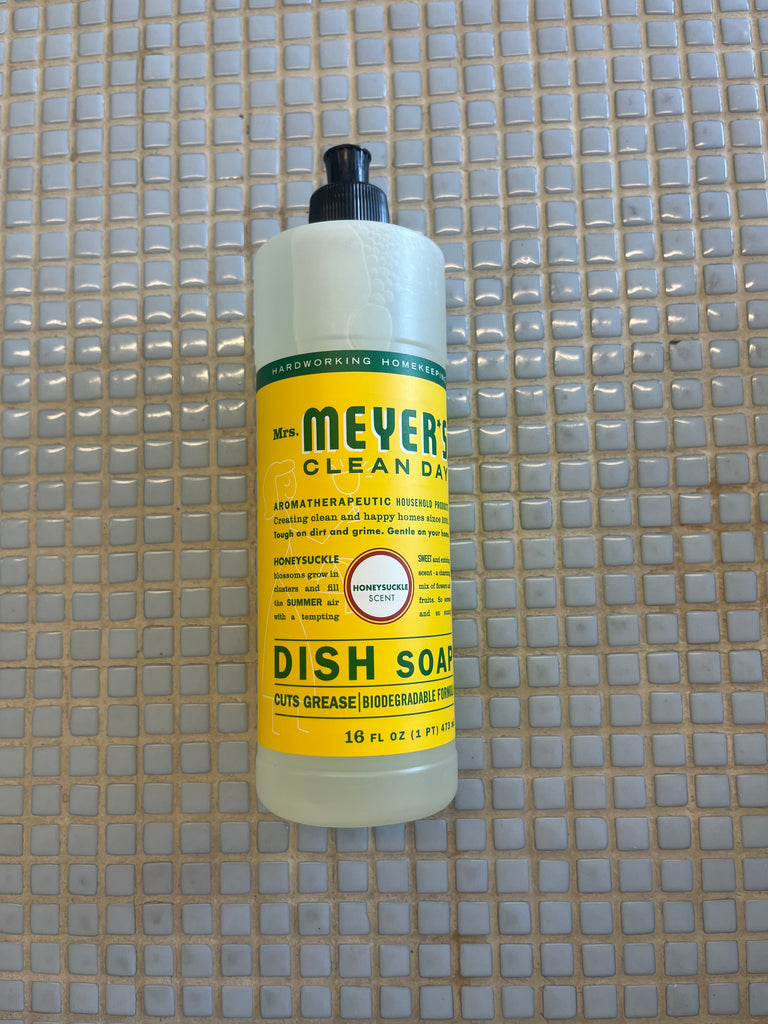 HARDWORKING HOMEKEEPING
Mrs. MEYER'S
CLEAN DAY
AROMATHERAPEUTIC HOUSEHOLD
Creating clean and happy homes since
Tough on dirt and grime. Gentle on your
HONEYSUCKLE
blossoms grow in
clusters and fill
the SUMMER air
with a tempting
HONEYSUCKLE
SCENT
SWEET and
scent - a
mix of flowers
fruits. So
and so
DISH SOAP
CUTS GREASE | BIODEGRADABLE
16 FL OZ (1 PT) 473